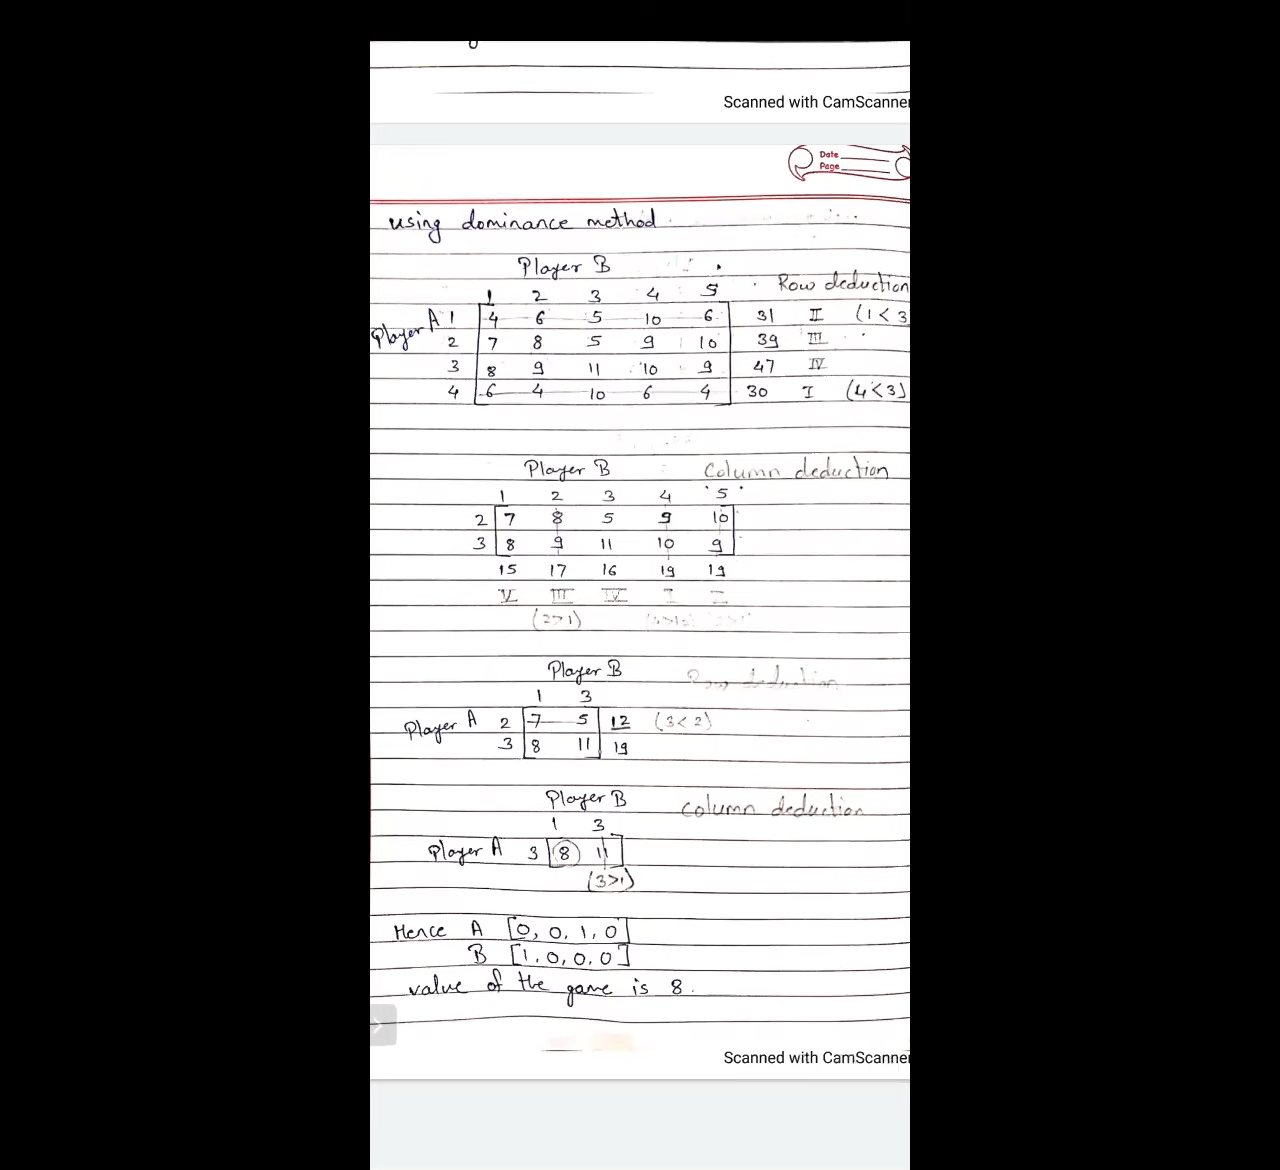 Scanned with CamScanner
Date
Page
using dominance method
Player B
Row deduction
1 2 3 4 5
Player A 1 4 6 5 10 6 31 II (1<3
2 7 8 5 9 10 39 III
3 8 9 11 10 9 47 IV
4 6 4 10 6 4 30 I (4<3)
Player B Column deduction
1 2 3 4 5
2 7 8 5 9 10
3 8 9 11 10 9
15 17 16 19 19
V III IV I II
(2>1)
Player B Row deduction
1 3
Player A 2 7 5 12 (3<2)
3 8 11 19
Player B Column deduction
1 3
Player A 3 8 11
(3>1)
Hence A [0, 0, 1, 0]
B [1, 0, 0, 0]
value of the game is 8.
Scanned with CamScanner